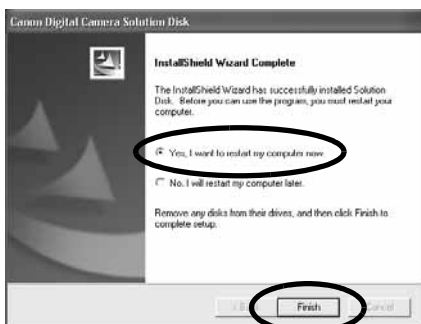 Canon Digital Camera Solution Disk
InstallShield Wizard Complete
The InstallShield Wizard has successfully installed Solution
Disk. Before you can use the program, you must restart your
computer.
Yes, I want to restart my computer now.
No, I will restart my computer later.
Remove any disks from their drives, and then click Finish to
complete setup.
Finish
Cancel